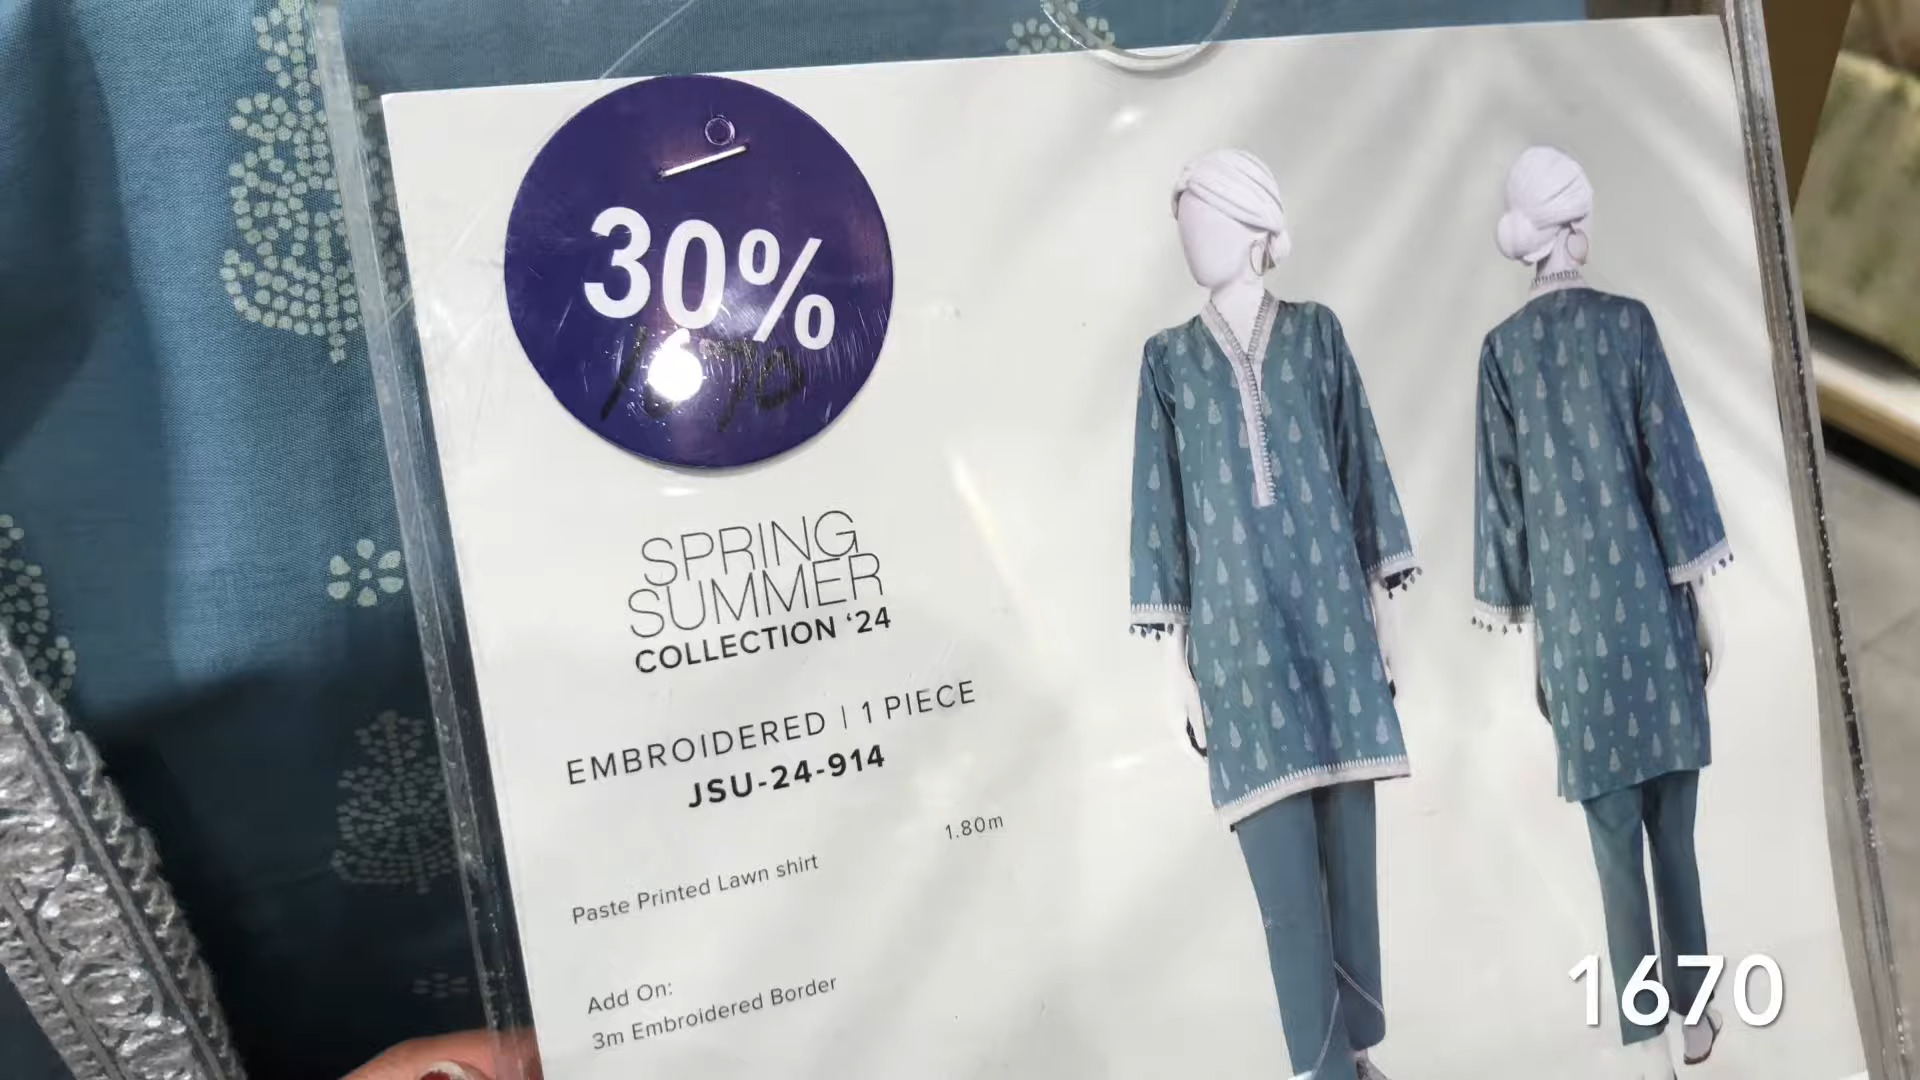 30%
1670
SPRING
SUMMER
COLLECTION ‘24
EMBROIDERED | 1 PIECE
JSU-24-914
1.80m
Paste Printed Lawn shirt
Add On:
3m Embroidered Border
1670